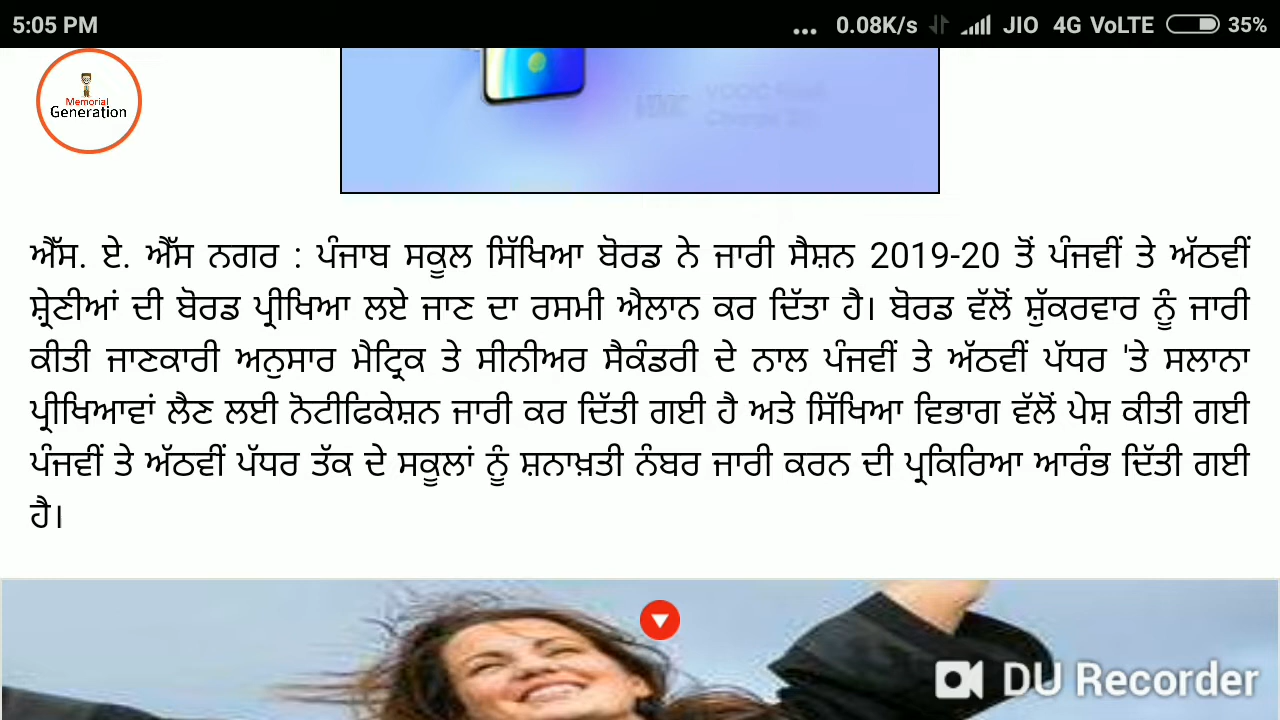 5:05 PM
... 0.08K/s JIO 4G VoLTE 35%
Memorial
Generation
ਐੱਸ. ਏ. ਐੱਸ ਨਗਰ : ਪੰਜਾਬ ਸਕੂਲ ਸਿੱਖਿਆ ਬੋਰਡ ਨੇ ਜਾਰੀ ਸੈਸ਼ਨ 2019-20 ਤੋਂ ਪੰਜਵੀਂ ਤੇ ਅੱਠਵੀਂ
ਸ਼੍ਰੇਣੀਆਂ ਦੀ ਬੋਰਡ ਪ੍ਰੀਖਿਆ ਲਏ ਜਾਣ ਦਾ ਰਸਮੀ ਐਲਾਨ ਕਰ ਦਿੱਤਾ ਹੈ। ਬੋਰਡ ਵੱਲੋਂ ਸ਼ੁੱਕਰਵਾਰ ਨੂੰ ਜਾਰੀ
ਕੀਤੀ ਜਾਣਕਾਰੀ ਅਨੁਸਾਰ ਮੈਟ੍ਰਿਕ ਤੇ ਸੀਨੀਅਰ ਸੈਕੰਡਰੀ ਦੇ ਨਾਲ ਪੰਜਵੀਂ ਤੇ ਅੱਠਵੀਂ ਪੱਧਰ 'ਤੇ ਸਲਾਨਾ
ਪ੍ਰੀਖਿਆਵਾਂ ਲੈਣ ਲਈ ਨੋਟੀਫਿਕੇਸ਼ਨ ਜਾਰੀ ਕਰ ਦਿੱਤੀ ਗਈ ਹੈ ਅਤੇ ਸਿੱਖਿਆ ਵਿਭਾਗ ਵੱਲੋਂ ਪੇਸ਼ ਕੀਤੀ ਗਈ
ਪੰਜਵੀਂ ਤੇ ਅੱਠਵੀਂ ਪੱਧਰ ਤੱਕ ਦੇ ਸਕੂਲਾਂ ਨੂੰ ਸ਼ਨਾਖ਼ਤੀ ਨੰਬਰ ਜਾਰੀ ਕਰਨ ਦੀ ਪ੍ਰਕਿਰਿਆ ਆਰੰਭ ਦਿੱਤੀ ਗਈ
ਹੈ।
DU Recorder